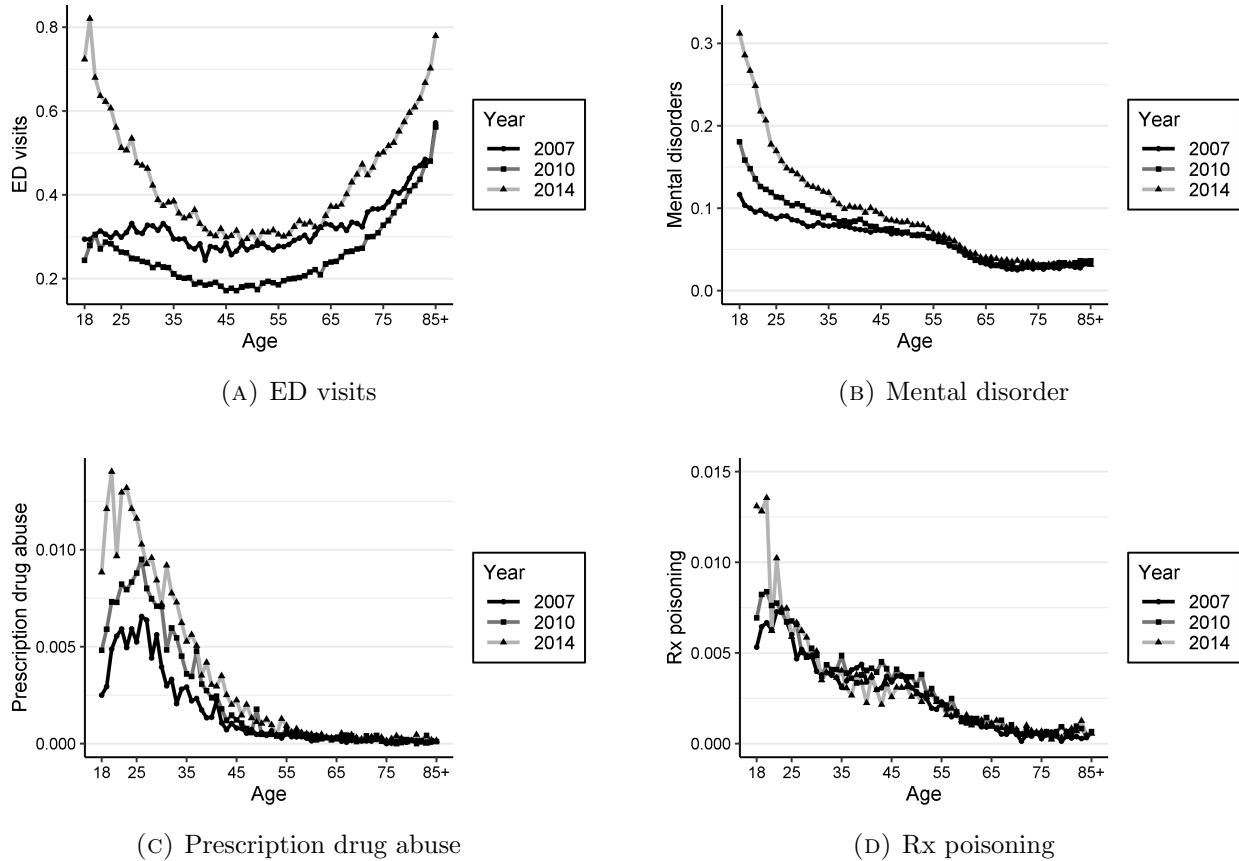 ED visits
0.8
0.6
0.4
0.2
18 25 35 45 55 65 75 85+
Age
Year
2007
2010
2014
(A) ED visits
Mental disorders
0.3
0.2
0.1
0.0
18 25 35 45 55 65 75 85+
Age
Year
2007
2010
2014
(B) Mental disorder
Prescription drug abuse
0.010
0.005
0.000
18 25 35 45 55 65 75 85+
Age
Year
2007
2010
2014
(C) Prescription drug abuse
Rx poisoning
0.015
0.010
0.005
0.000
18 25 35 45 55 65 75 85+
Age
Year
2007
2010
2014
(D) Rx poisoning